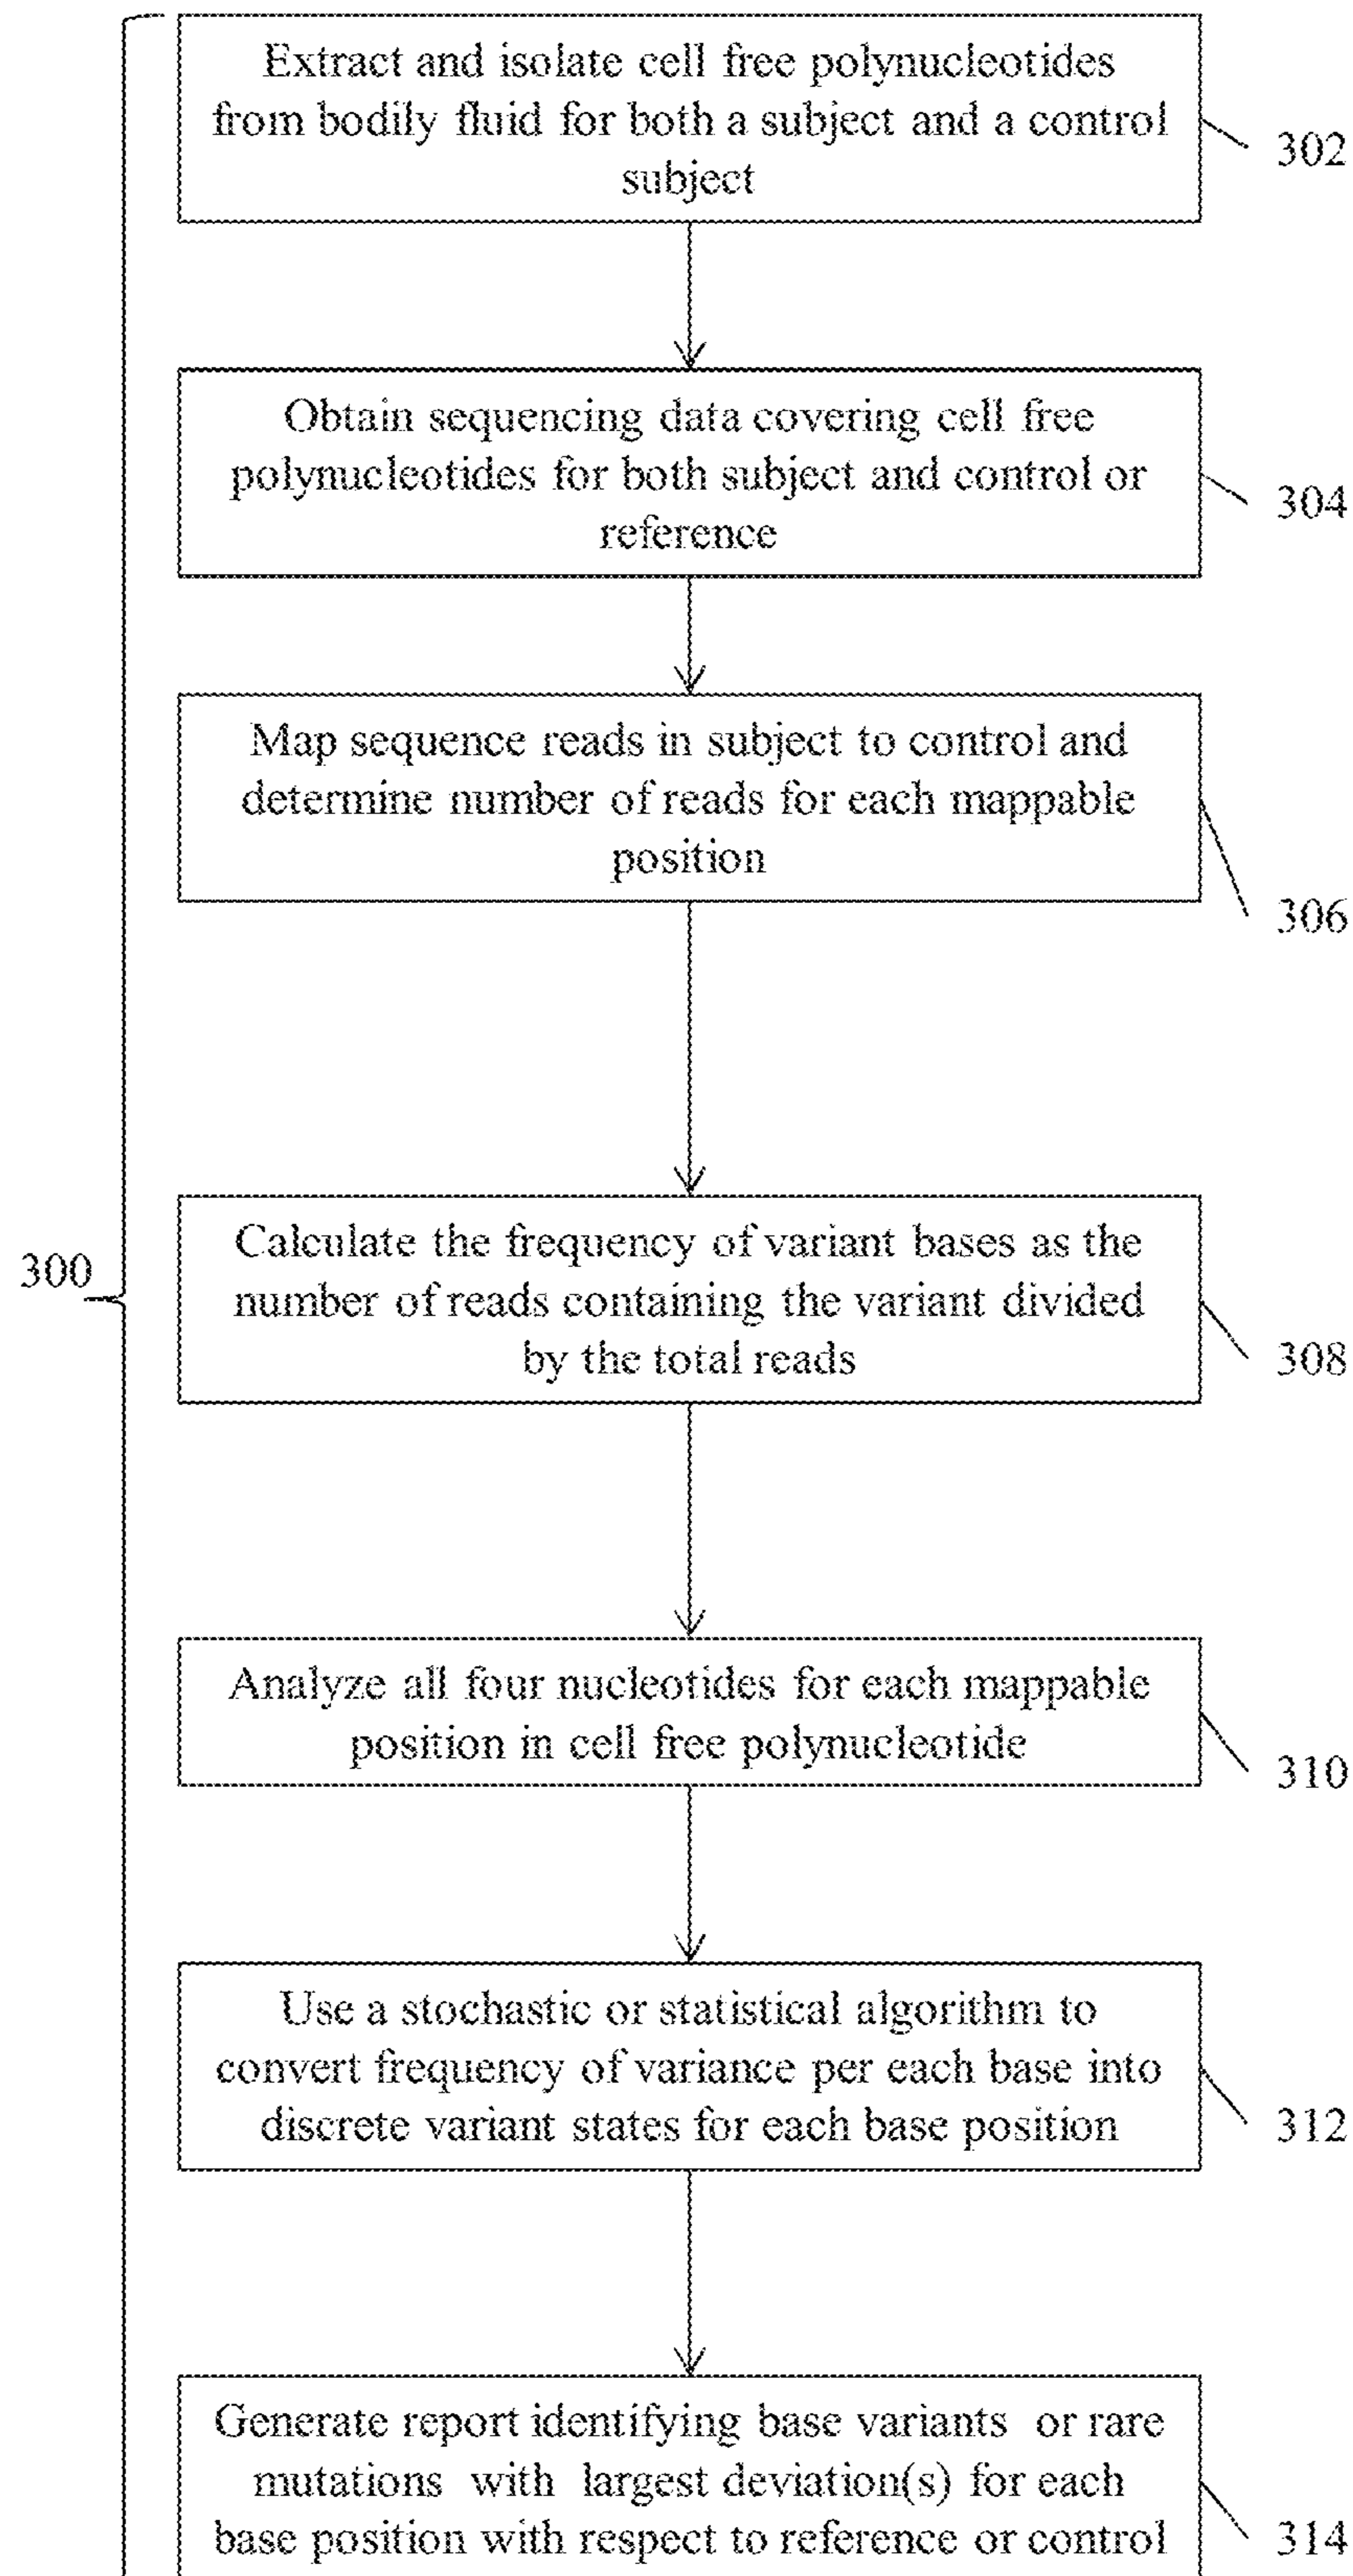 Extract and isolate cell free polynucleotides
from bodily fluid for both a subject and a control
subject
302
Obtain sequencing data covering cell free
polynucleotides for both subject and control or
reference
304
Map sequence reads in subject to control and
determine number of reads for each mappable
position
306
300
Calculate the frequency of variant bases as the
number of reads containing the variant divided
by the total reads
308
Analyze all four nucleotides for each mappable
position in cell free polynucleotide
310
Use a stochastic or statistical algorithm to
convert frequency of variance per each base into
discrete variant states for each base position
312
Generate report identifying base variants or rare
mutations with largest deviation(s) for each
base position with respect to reference or control
314